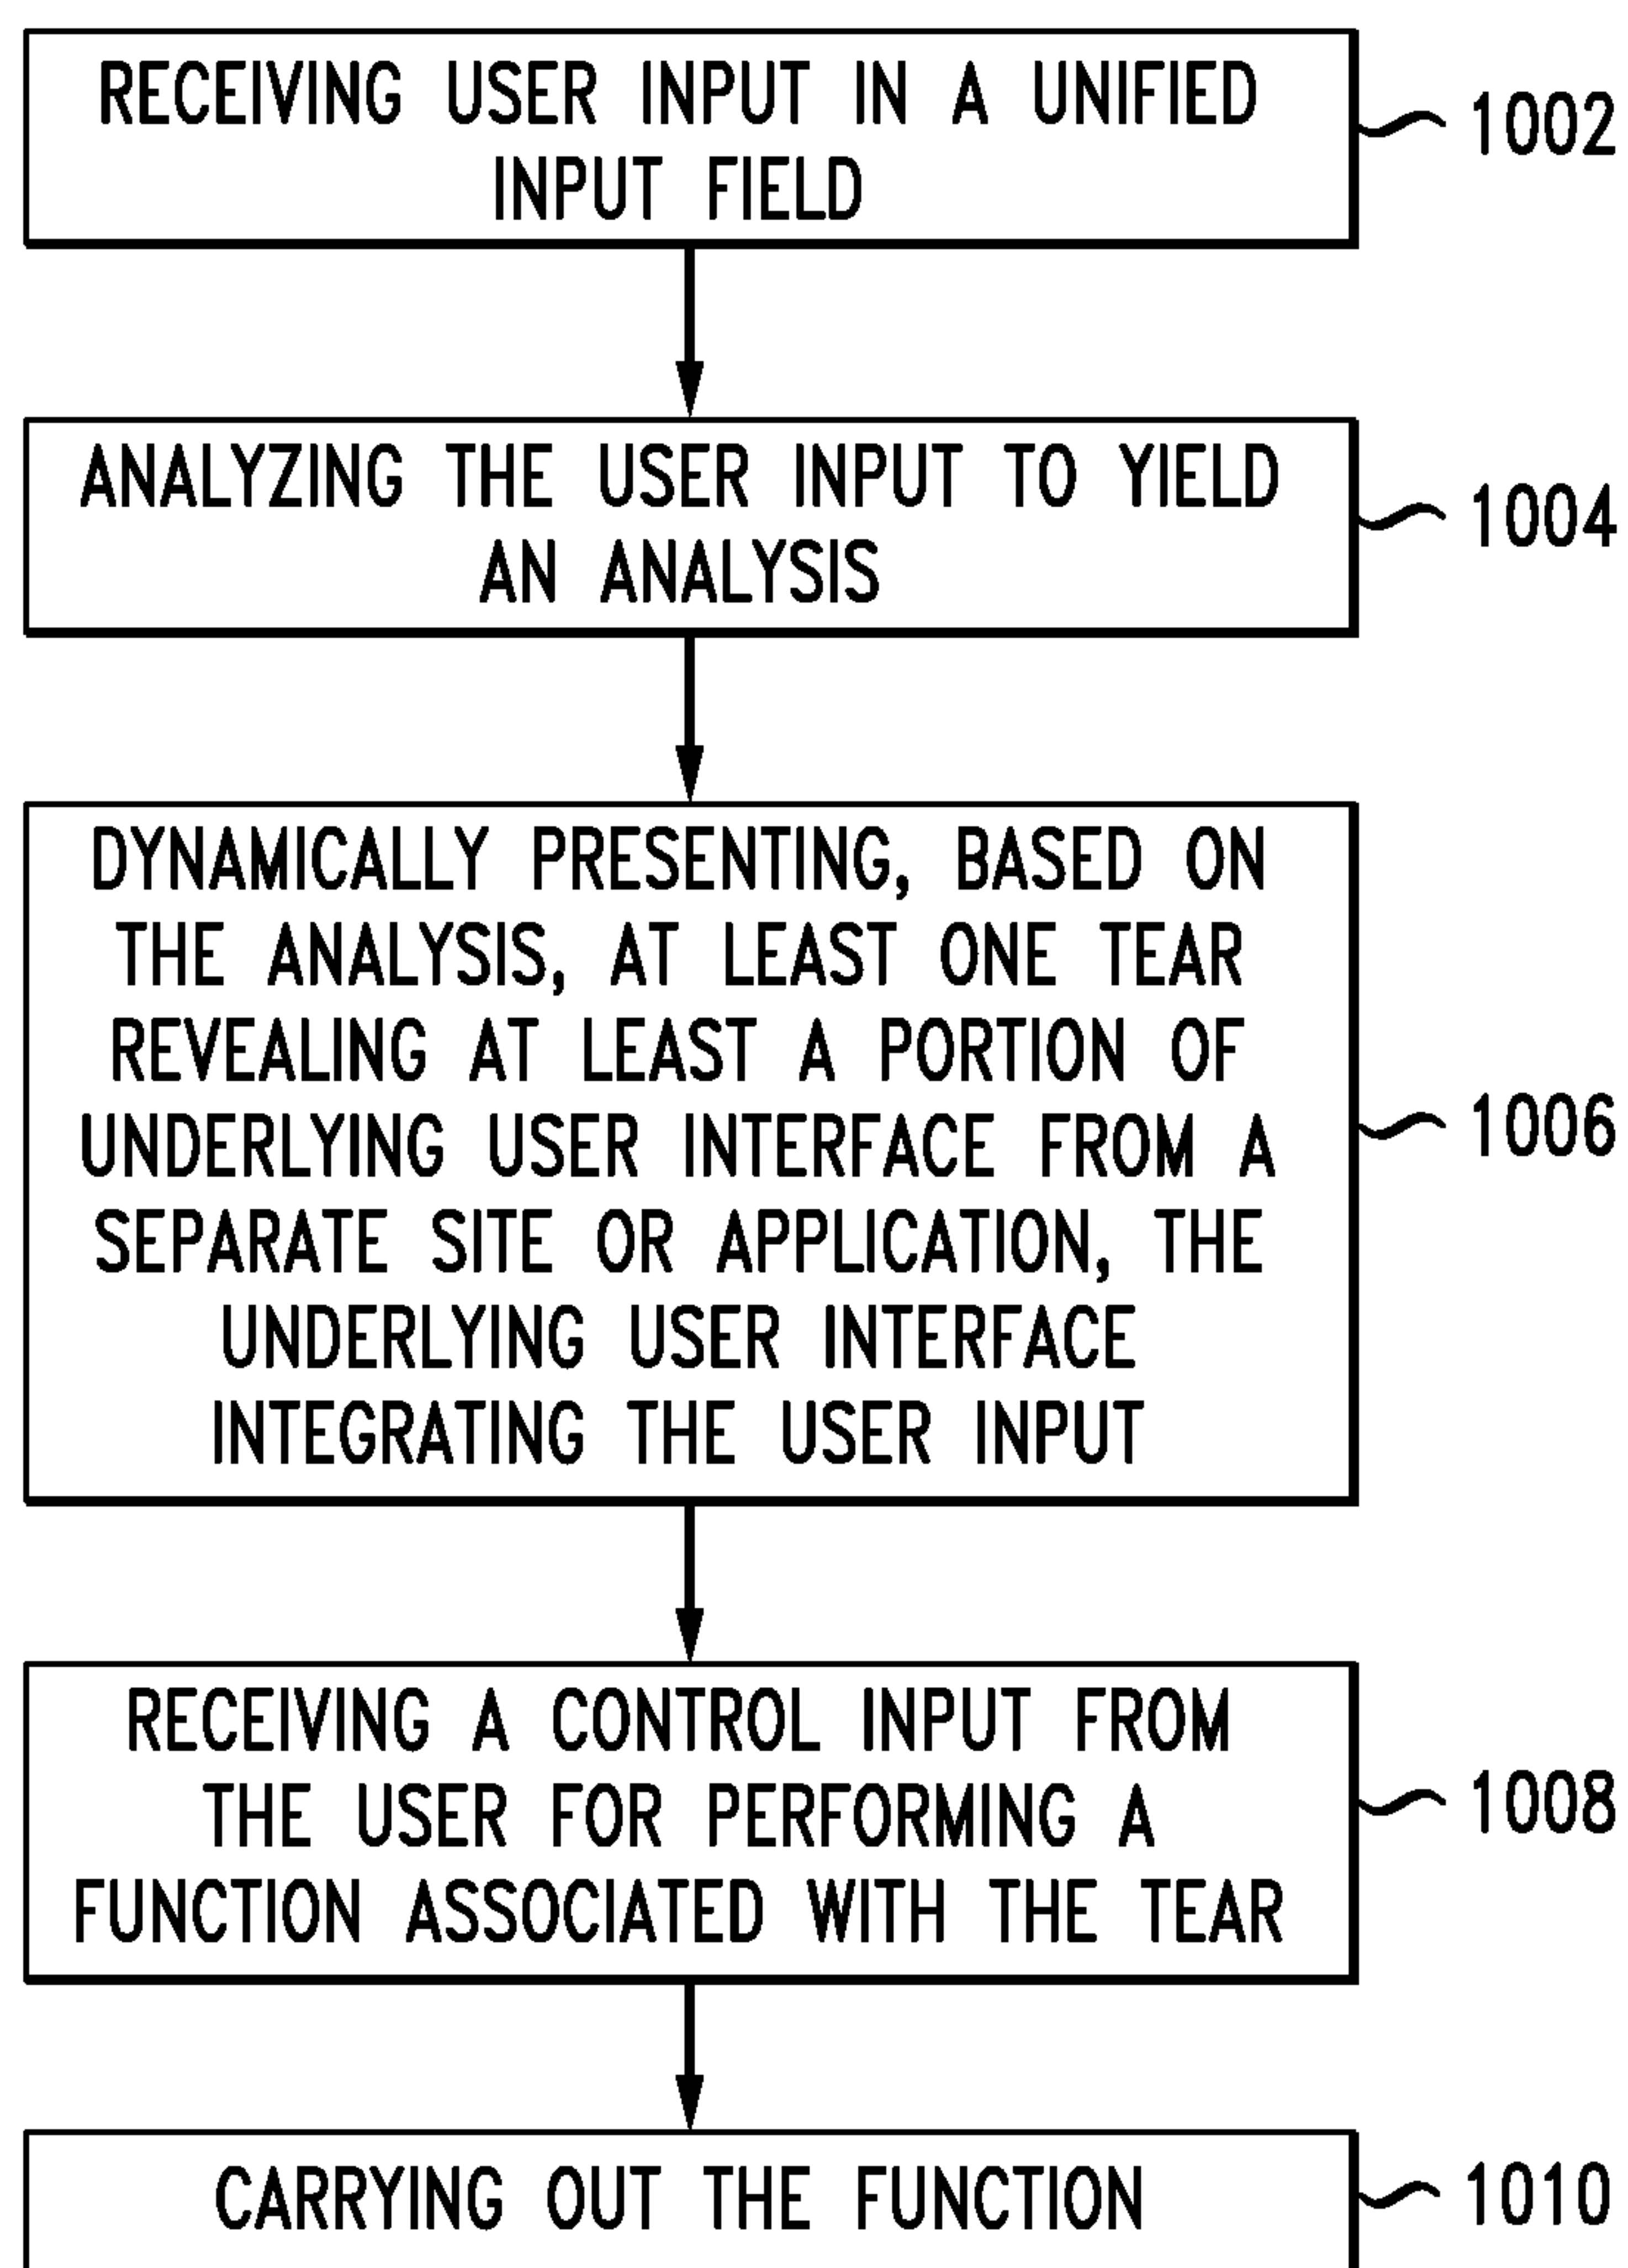 RECEIVING USER INPUT IN A UNIFIED
INPUT FIELD
1002
ANALYZING THE USER INPUT TO YIELD
AN ANALYSIS
1004
DYNAMICALLY PRESENTING, BASED ON
THE ANALYSIS, AT LEAST ONE TEAR
REVEALING AT LEAST A PORTION OF
UNDERLYING USER INTERFACE FROM A
SEPARATE SITE OR APPLICATION, THE
UNDERLYING USER INTERFACE
INTEGRATING THE USER INPUT
1006
RECEIVING A CONTROL INPUT FROM
THE USER FOR PERFORMING A
FUNCTION ASSOCIATED WITH THE TEAR
1008
CARRYING OUT THE FUNCTION
1010